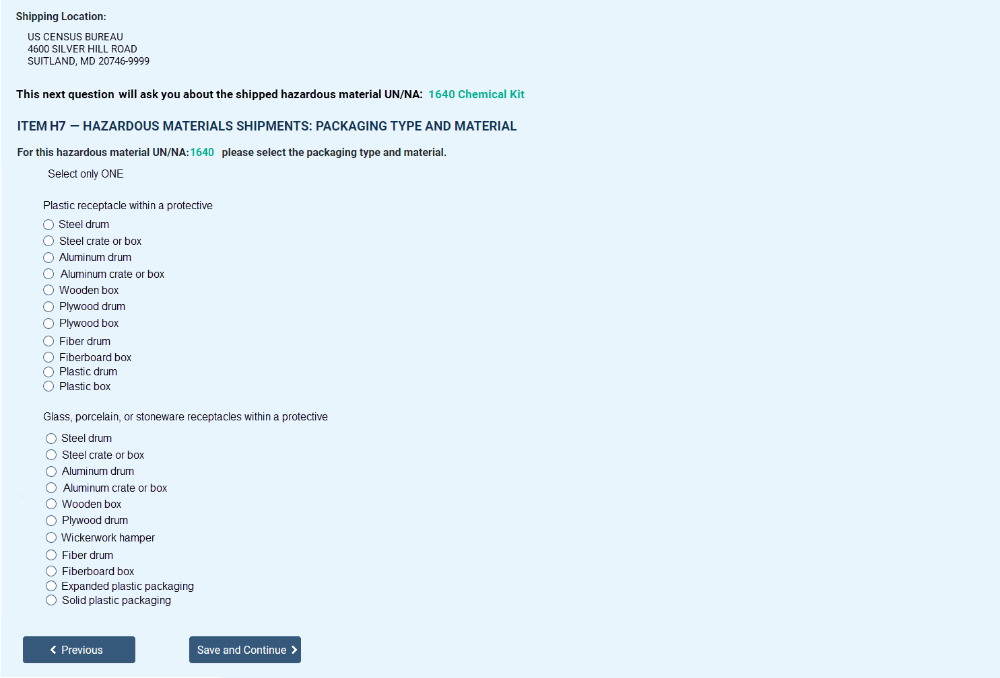 Shipping Location:
US CENSUS BUREAU
4600 SILVER HILL ROAD
SUITLAND, MD 20746-9999
This next question will ask you about the shipped hazardous material UN/NA: 1640 Chemical Kit
ITEM H7 — HAZARDOUS MATERIALS SHIPMENTS: PACKAGING TYPE AND MATERIAL
For this hazardous material UN/NA: 1640 please select the packaging type and material.
Select only ONE
Plastic receptacle within a protective
Steel drum
Steel crate or box
Aluminum drum
Aluminum crate or box
Wooden box
Plywood drum
Plywood box
Fiber drum
Fiberboard box
Plastic drum
Plastic box
Glass, porcelain, or stoneware receptacles within a protective
Steel drum
Steel crate or box
Aluminum drum
Aluminum crate or box
Wooden box
Plywood drum
Wickerwork hamper
Fiber drum
Fiberboard box
Expanded plastic packaging
Solid plastic packaging
Previous
Save and Continue